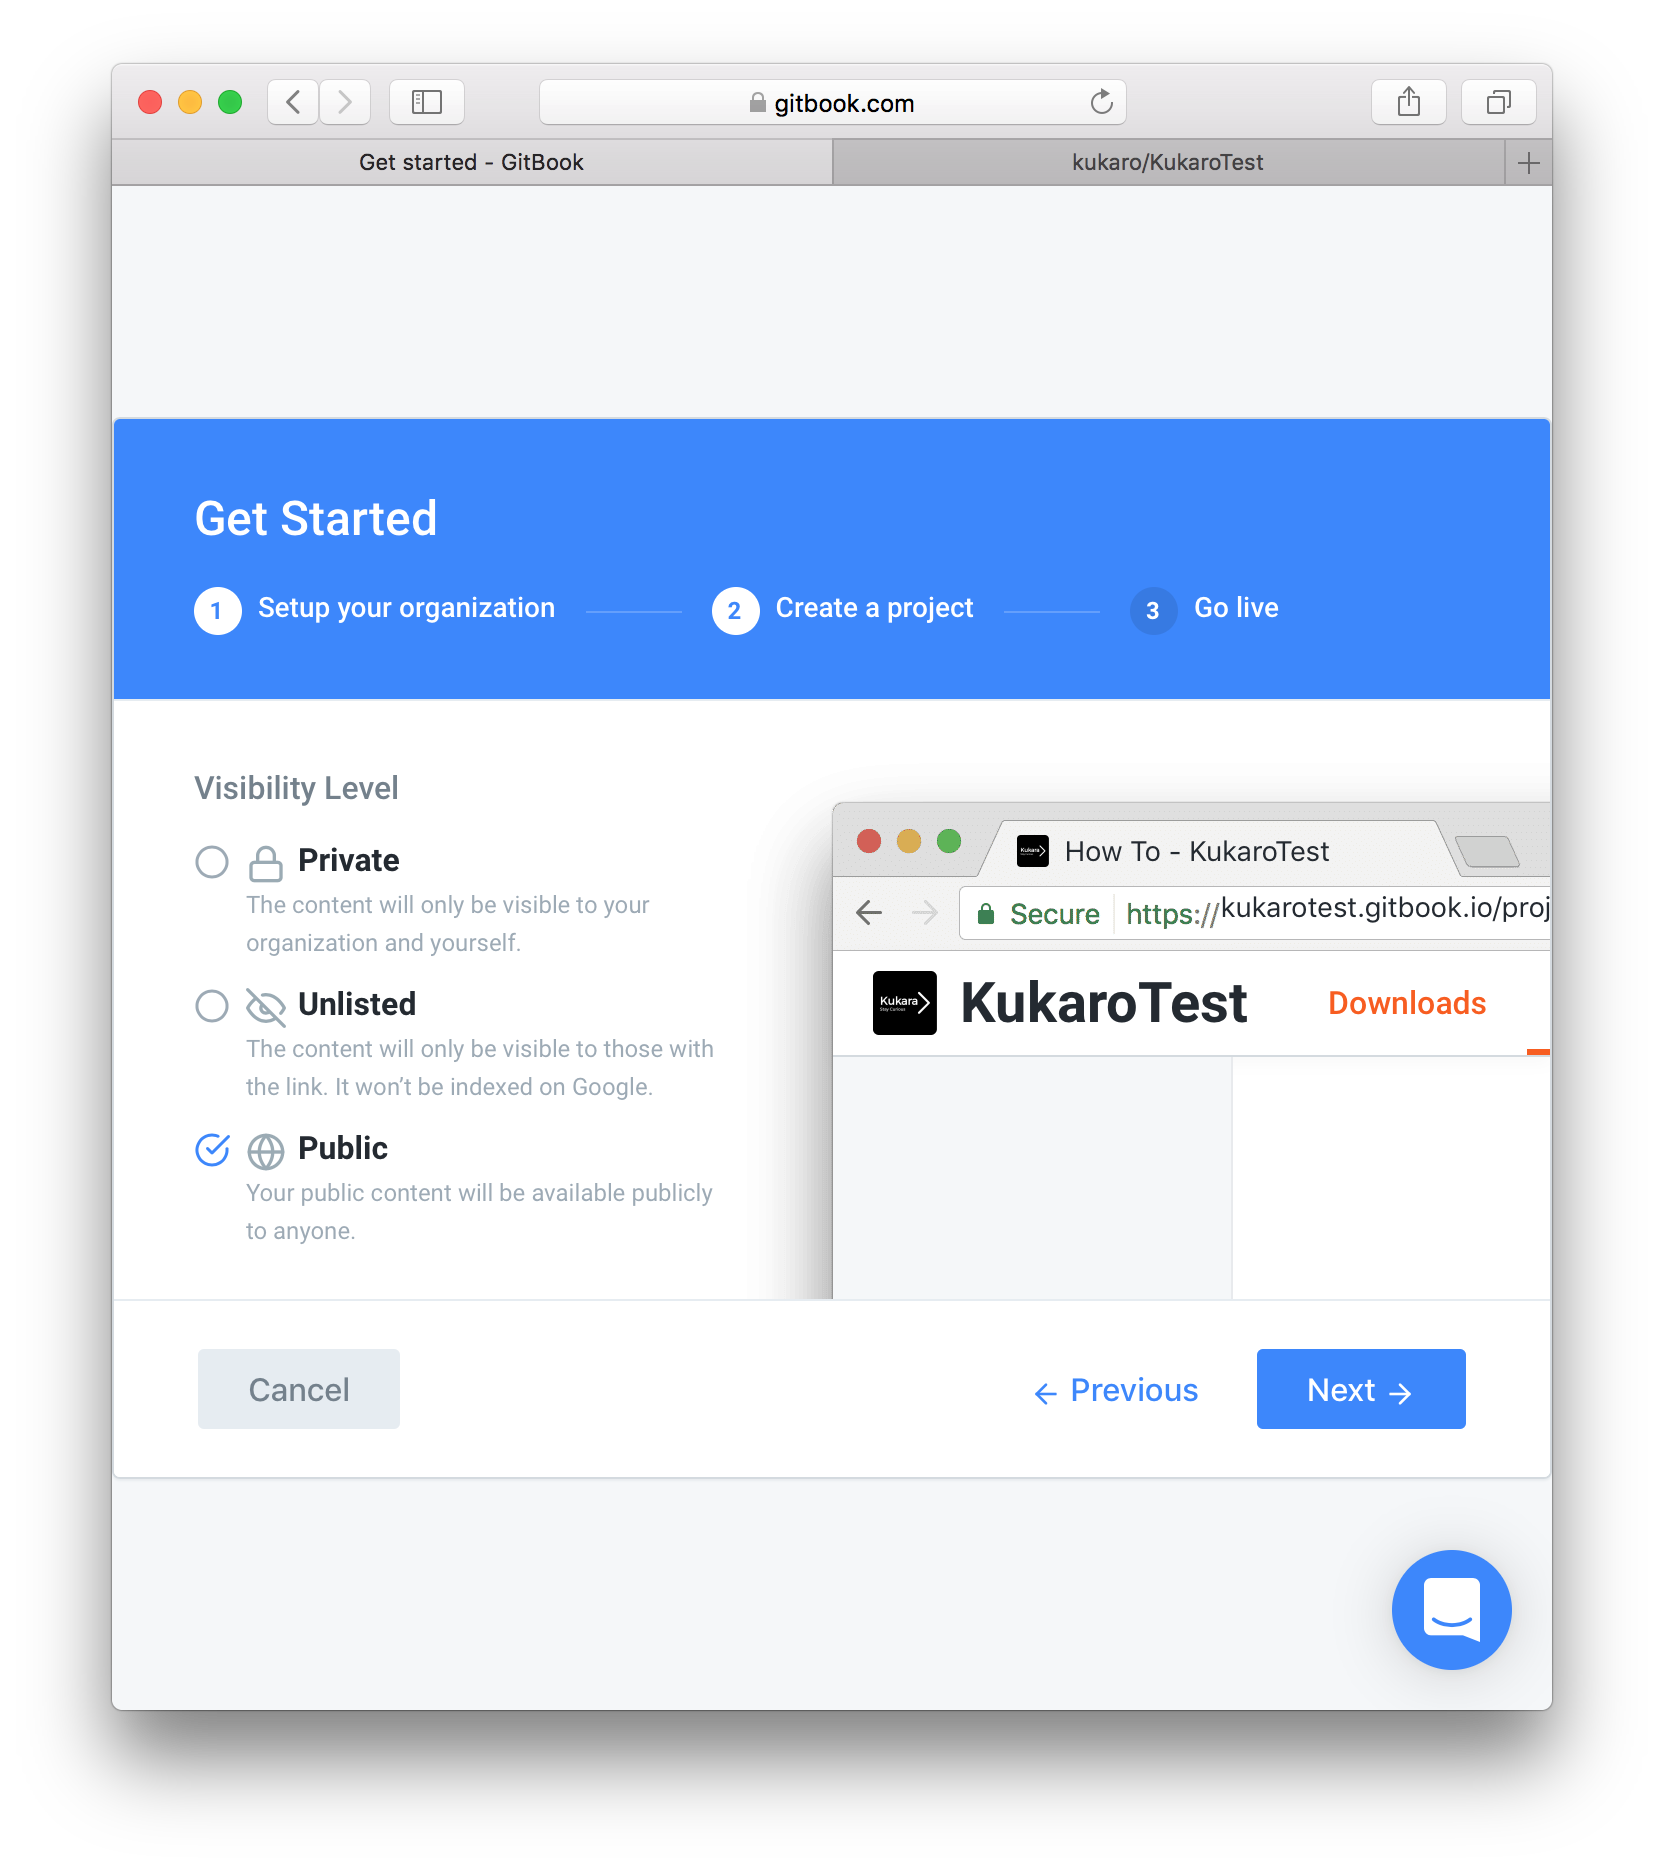 gitbook.com
Get started - GitBook
kukaro/KukaroTest
Get Started
1 Setup your organization
2 Create a project
3 Go live
Visibility Level
Private
The content will only be visible to your
organization and yourself.
Unlisted
The content will only be visible to those with
the link. It won’t be indexed on Google.
Public
Your public content will be available publicly
to anyone.
Kukara
How To - KukaroTest
Secure https://kukarotest.gitbook.io/proj
Kukara
Stay Curious
KukaroTest
Downloads
Cancel
← Previous
Next →